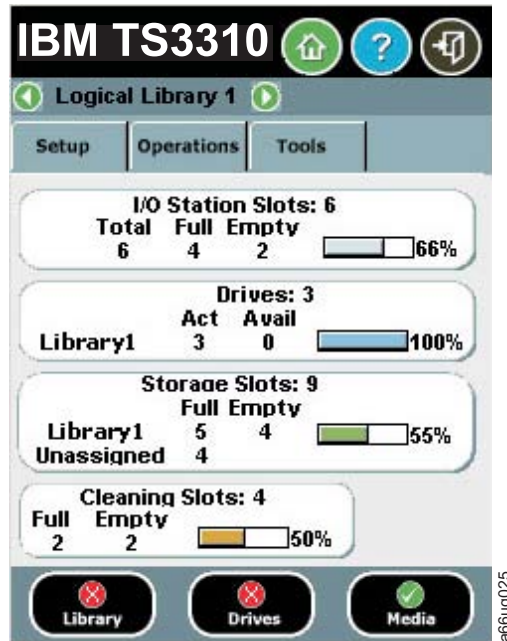 IBM TS3310 ?
Logical Library 1
Setup Operations Tools
I/O Station Slots: 6
Total Full Empty
6 4 2 66%
Drives: 3
Act Avail
Library1 3 0 100%
Storage Slots: 9
Full Empty
Library1 5 4 55%
Unassigned 4
Cleaning Slots: 4
Full Empty
2 2 50%
Library Drives Media
a66ug025